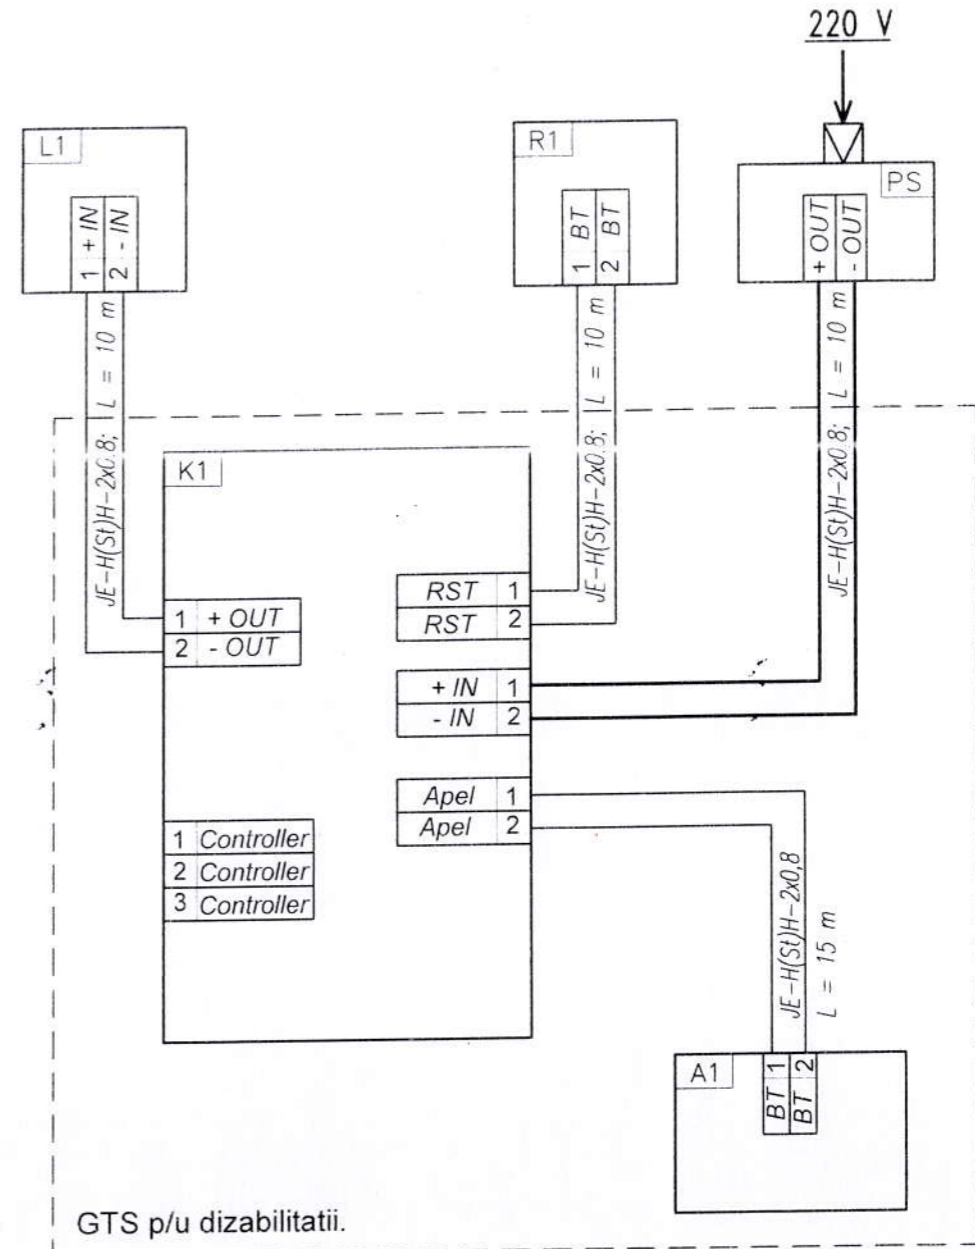 220 V
L1
1 + IN
2 - IN
R1
1 BT
2 BT
PS
+ OUT
- OUT
JE-H(St)H-2x0.8; L = 10 m
JE-H(St)H-2x0.8; L = 10 m
JE-H(St)H-2x0.8; L = 10 m
K1
1 + OUT
2 - OUT
RST 1
RST 2
+ IN 1
- IN 2
Apel 1
Apel 2
1 Controller
2 Controller
3 Controller
JE-H(St)H-2x0,8
L = 15 m
A1
BT 1
BT 2
GTS p/u dizabilitatii.